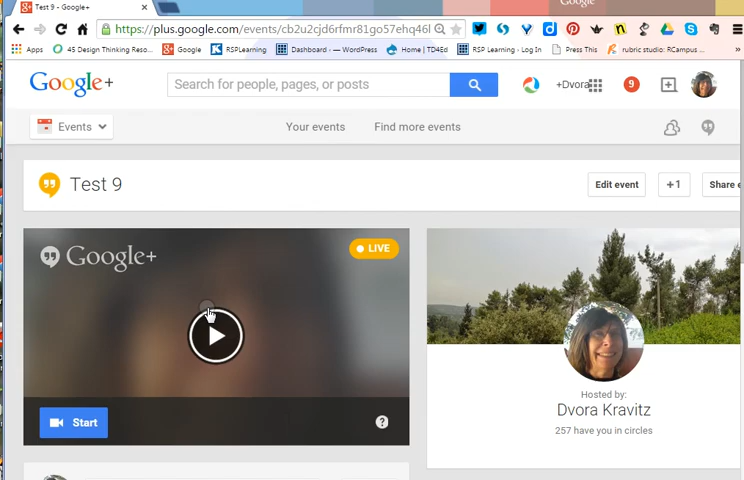 Test 9 - Google+
Google
https://plus.google.com/events/cb2u2cjd6rfmr81go57ehq46l
Apps
45 Design Thinking Reso...
Google
RSPLearning
Dashboard — WordPress
Home | TD4Ed
RSP Learning - Log In
Press This
rubric studio: RCampus ...
Google+
Search for people, pages, or posts
+Dvora
9
Events
Your events
Find more events
Test 9
Edit event
+1
Share e
Google+
LIVE
Start
?
Hosted by:
Dvora Kravitz
257 have you in circles